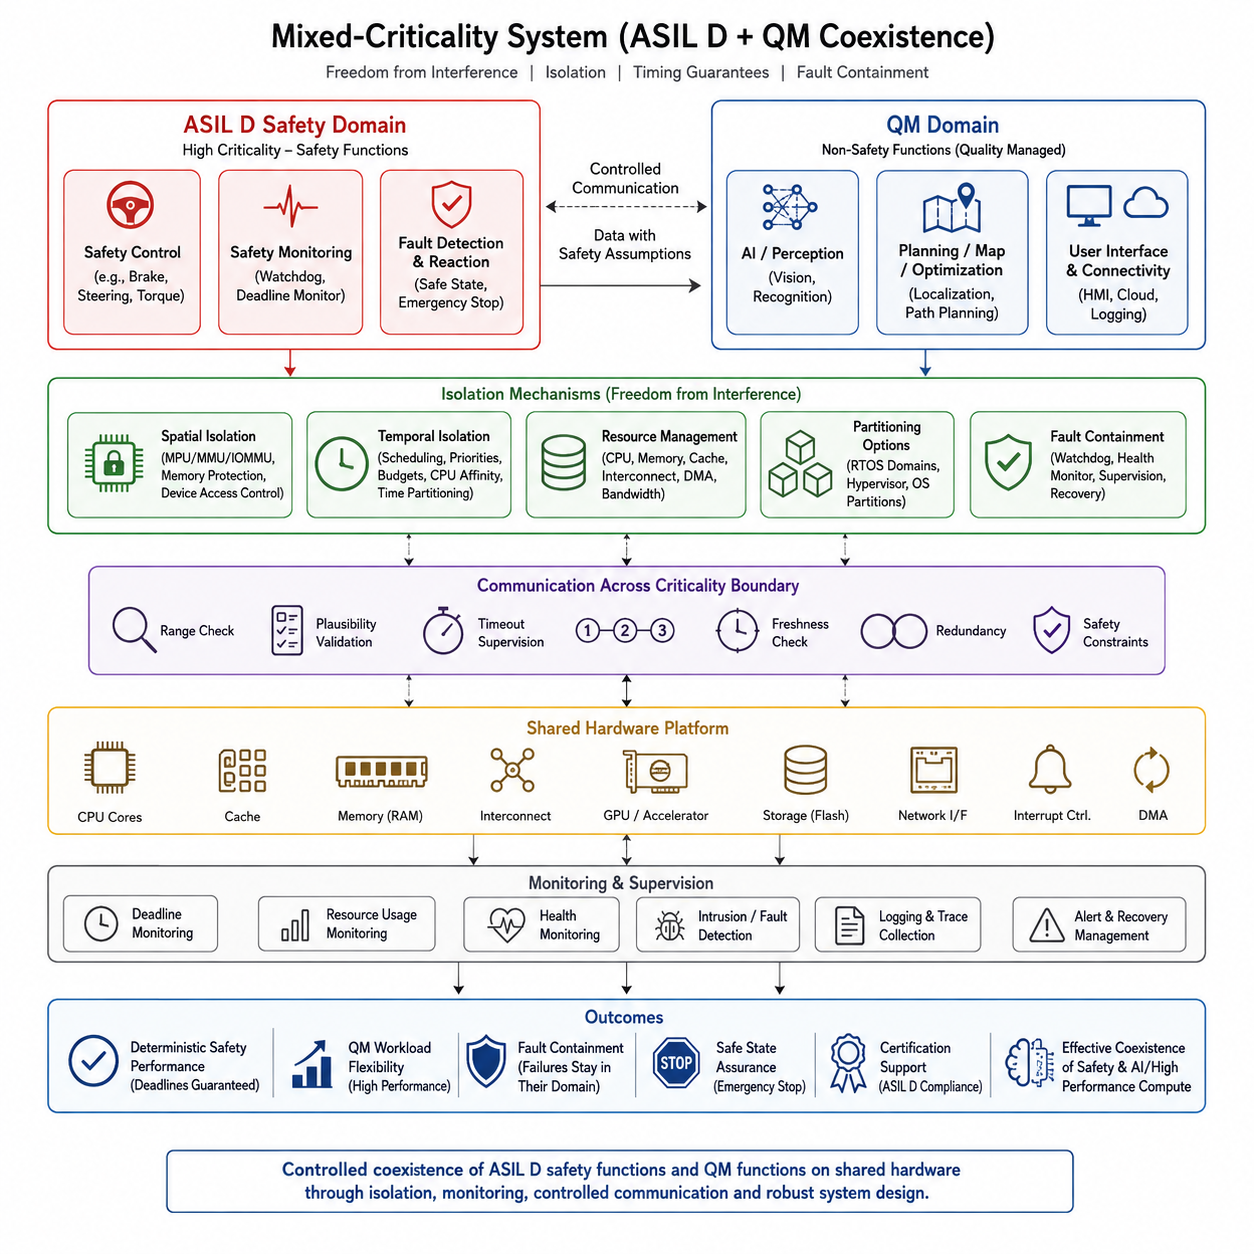 Mixed-Criticality System (ASIL D + QM Coexistence)
Freedom from Interference | Isolation | Timing Guarantees | Fault Containment
ASIL D Safety Domain
High Criticality – Safety Functions
Safety Control
(e.g., Brake,
Steering, Torque)
Safety Monitoring
(Watchdog,
Deadline Monitor)
Fault Detection
& Reaction
(Safe State,
Emergency Stop)
Controlled
Communication
Data with
Safety Assumptions
QM Domain
Non-Safety Functions (Quality Managed)
AI / Perception
(Vision,
Recognition)
Planning / Map
/ Optimization
(Localization,
Path Planning)
User Interface
& Connectivity
(HMI, Cloud,
Logging)
Isolation Mechanisms (Freedom from Interference)
Spatial Isolation
(MPU/MMU/IOMMU,
Memory Protection,
Device Access Control)
Temporal Isolation
(Scheduling, Priorities,
Budgets, CPU Affinity,
Time Partitioning)
Resource Management
(CPU, Memory, Cache,
Interconnect, DMA,
Bandwidth)
Partitioning
Options
(RTOS Domains,
Hypervisor, OS
Partitions)
Fault Containment
(Watchdog, Health
Monitor, Supervision,
Recovery)
Communication Across Criticality Boundary
Range Check
Plausibility
Validation
Timeout
Supervision
1 2 3
Freshness
Check
Redundancy
Safety
Constraints
Shared Hardware Platform
CPU Cores
Cache
Memory (RAM)
Interconnect
GPU / Accelerator
Storage (Flash)
Network I/F
Interrupt Ctrl.
DMA
Monitoring & Supervision
Deadline
Monitoring
Resource Usage
Monitoring
Health
Monitoring
Intrusion / Fault
Detection
Logging & Trace
Collection
Alert & Recovery
Management
Outcomes
Deterministic Safety
Performance
(Deadlines Guaranteed)
QM Workload
Flexibility
(High Performance)
Fault Containment
(Failures Stay in
Their Domain)
STOP
Safe State
Assurance
(Emergency Stop)
Certification
Support
(ASIL D Compliance)
Effective Coexistence
of Safety & AI/High
Performance Compute
Controlled coexistence of ASIL D safety functions and QM functions on shared hardware
through isolation, monitoring, controlled communication and robust system design.